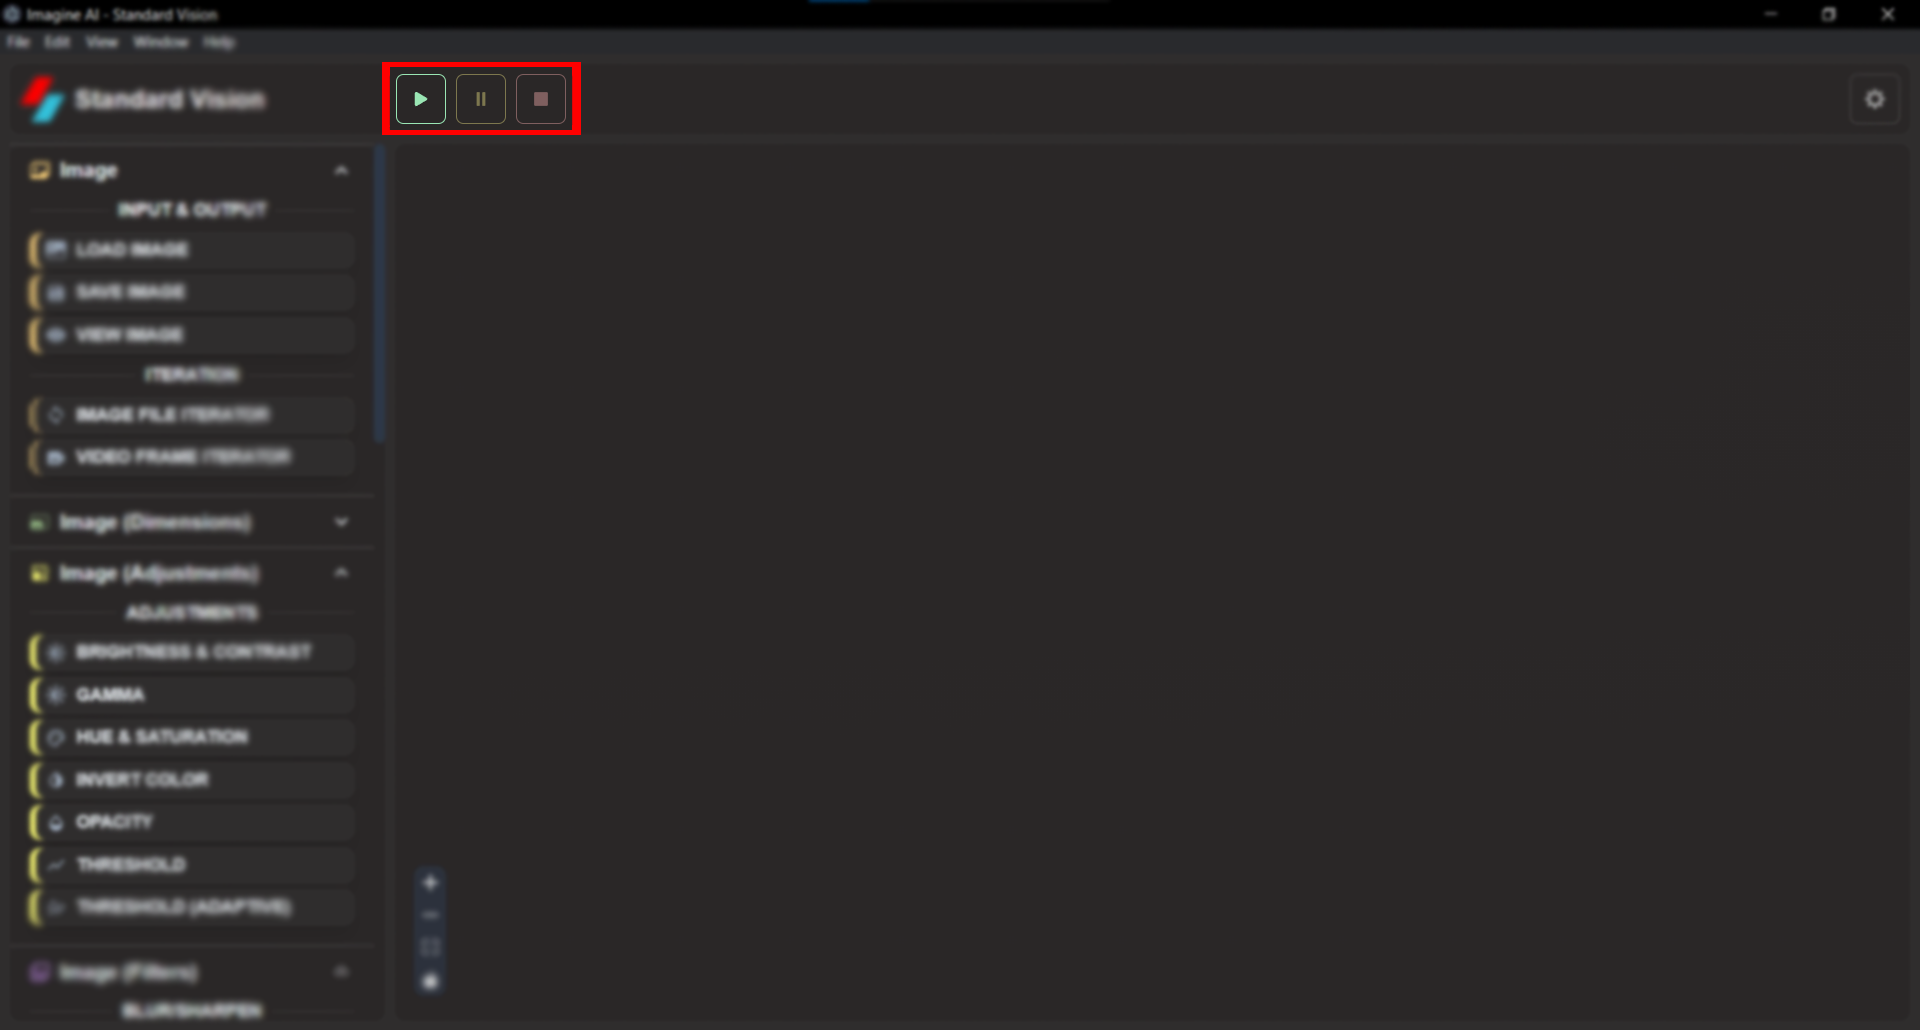 Imagine AI - Standard Vision
File Edit View Window Help
Standard Vision
Image
INPUT & OUTPUT
LOAD IMAGE
SAVE IMAGE
VIEW IMAGE
ITERATION
IMAGE FILE ITERATOR
VIDEO FRAME ITERATOR
Image (Dimensions)
Image (Adjustments)
ADJUSTMENTS
BRIGHTNESS & CONTRAST
GAMMA
HUE & SATURATION
INVERT COLOR
OPACITY
THRESHOLD
THRESHOLD (ADAPTIVE)
Image (Filters)
BLUR/SHARPEN